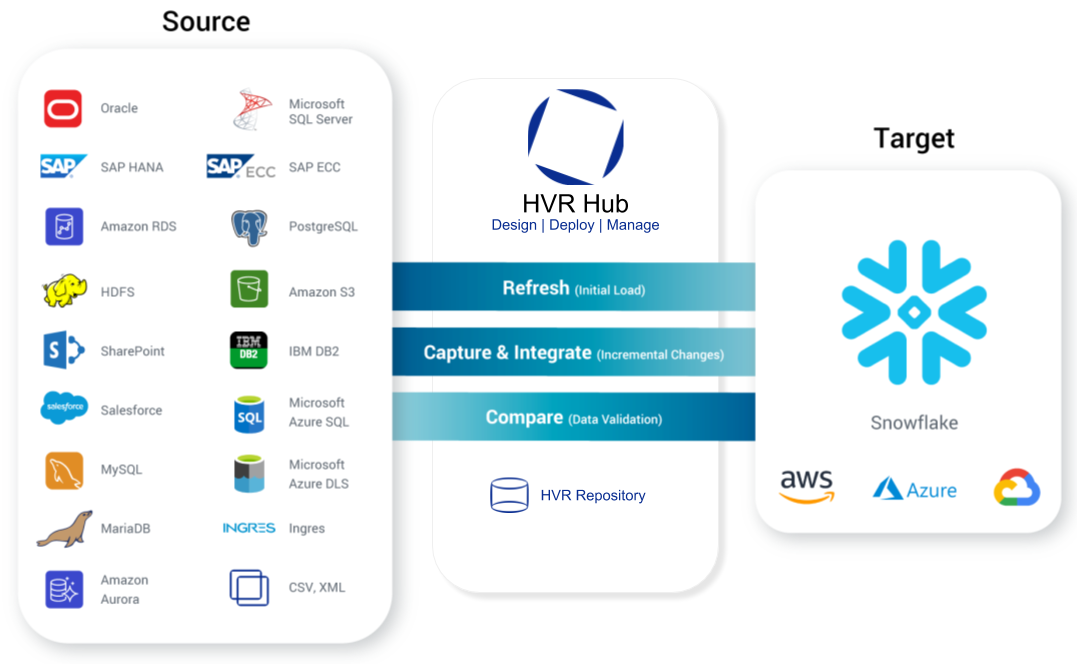 Source
Oracle
Microsoft
SQL Server
SAP
SAP HANA
SAP ECC
SAP ECC
Amazon RDS
PostgreSQL
HDFS
Amazon S3
S
SharePoint
IBM
DB2
IBM DB2
salesforce
Salesforce
SQL
Microsoft
Azure SQL
MySQL
Microsoft
Azure DLS
MariaDB
INGRES
Ingres
Amazon
Aurora
CSV, XML
HVR Hub
Design | Deploy | Manage
Refresh (Initial Load)
Capture & Integrate (Incremental Changes)
Compare (Data Validation)
HVR Repository
Target
Snowflake
aws
Azure